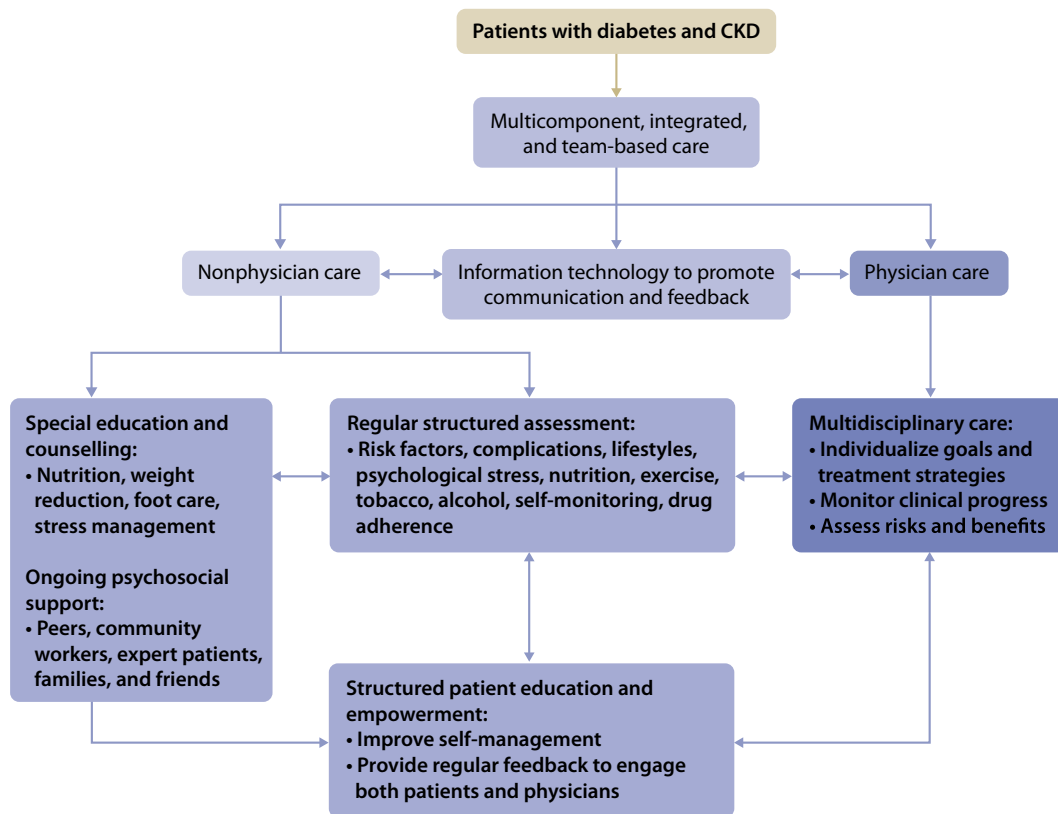 Patients with diabetes and CKD
Multicomponent, integrated,
and team-based care
Nonphysician care
Information technology to promote
communication and feedback
Physician care
Special education and
counselling:
• Nutrition, weight
reduction, foot care,
stress management
Ongoing psychosocial
support:
• Peers, community
workers, expert patients,
families, and friends
Regular structured assessment:
• Risk factors, complications, lifestyles,
psychological stress, nutrition, exercise,
tobacco, alcohol, self-monitoring, drug
adherence
Multidisciplinary care:
• Individualize goals and
treatment strategies
• Monitor clinical progress
• Assess risks and benefits
Structured patient education and
empowerment:
• Improve self-management
• Provide regular feedback to engage
both patients and physicians